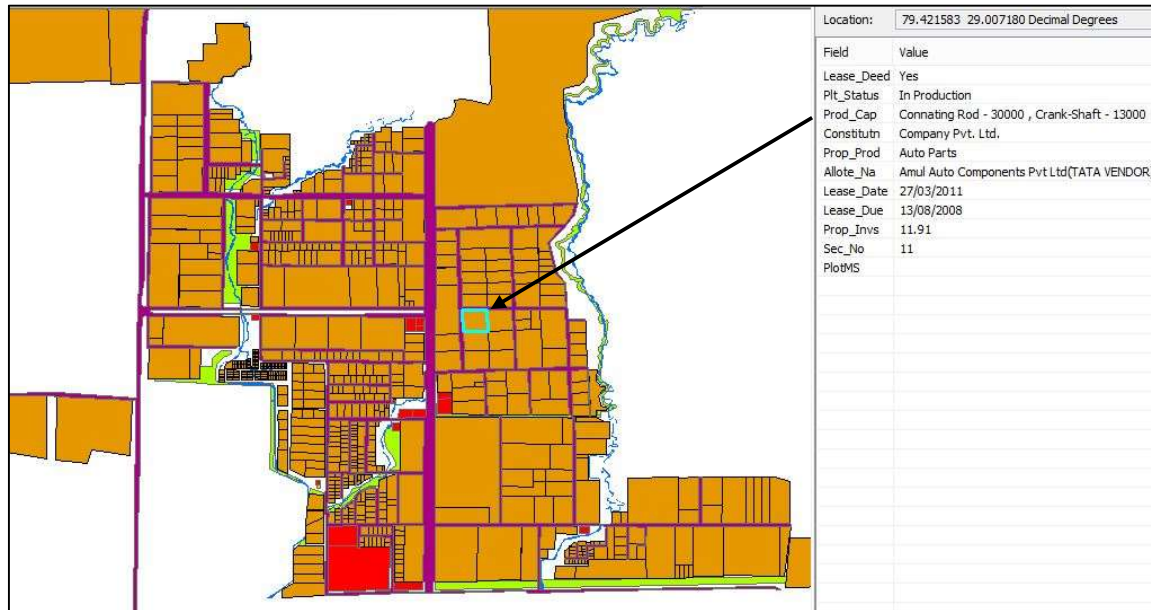 Location: 79.421583 29.007180 Decimal Degrees
Field Value
Lease_Deed Yes
Plt_Status In Production
Prod_Cap Connating Rod - 30000 , Crank-Shaft - 13000
Constitutn Company Pvt. Ltd.
Prop_Prod Auto Parts
Allote_Na Amul Auto Components Pvt Ltd(TATA VENDOR
Lease_Date 27/03/2011
Lease_Due 13/08/2008
Prop_Invs 11.91
Sec_No 11
PlotMS